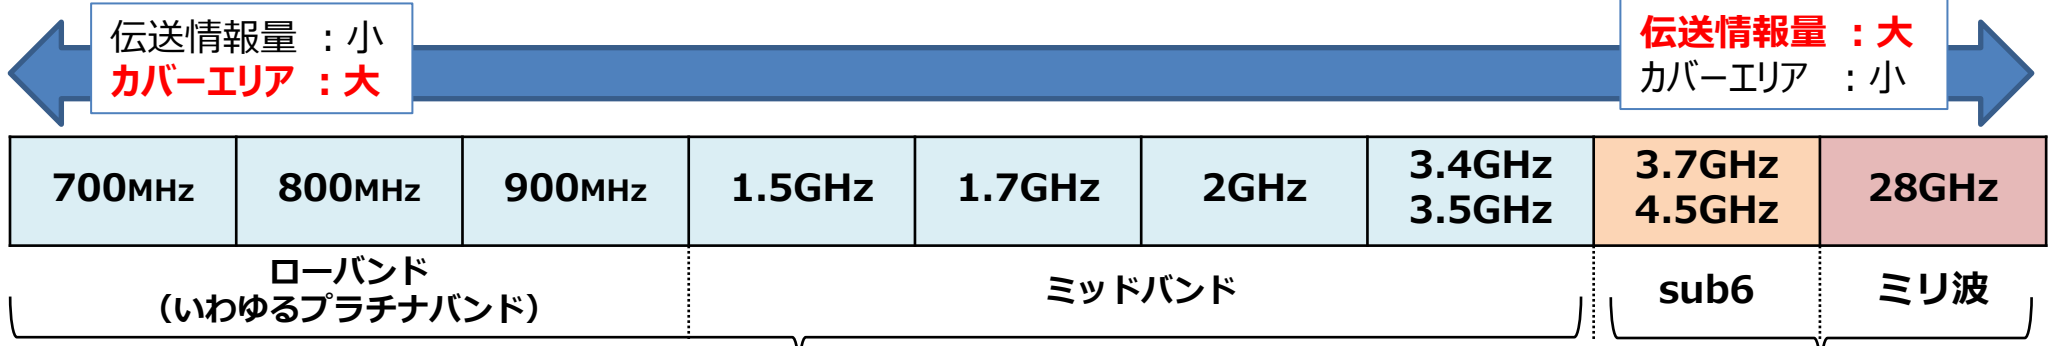 伝送情報量 :小
カバーエリア :大
伝送情報量 :大
カバーエリア :小
700MHz
800MHz
900MHz
1.5GHz
1.7GHz
2GHz
3.4GHz
3.5GHz
3.7GHz
4.5GHz
28GHz
ローバンド
(いわゆるプラチナバンド)
ミッドバンド
sub6
ミリ波